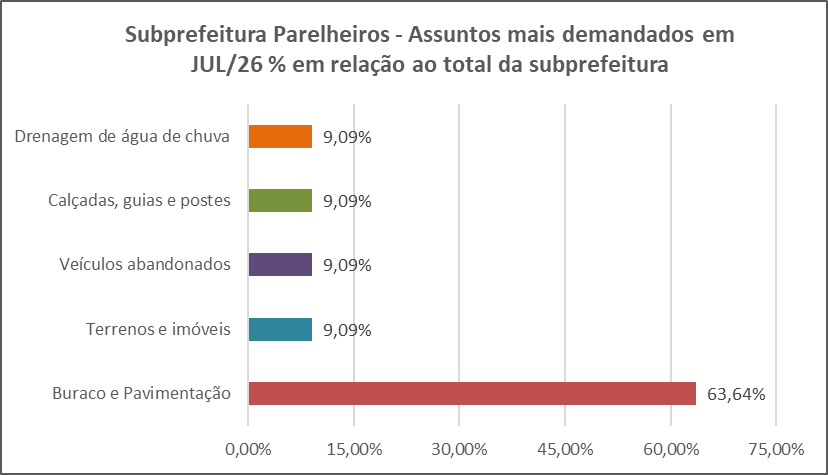 Subprefeitura Parelheiros - Assuntos mais demandados em
JUL/26 % em relação ao total da subprefeitura
Drenagem de água de chuva 9,09%
Calçadas, guias e postes 9,09%
Veículos abandonados 9,09%
Terrenos e imóveis 9,09%
Buraco e Pavimentação 63,64%
0,00% 15,00% 30,00% 45,00% 60,00% 75,00%